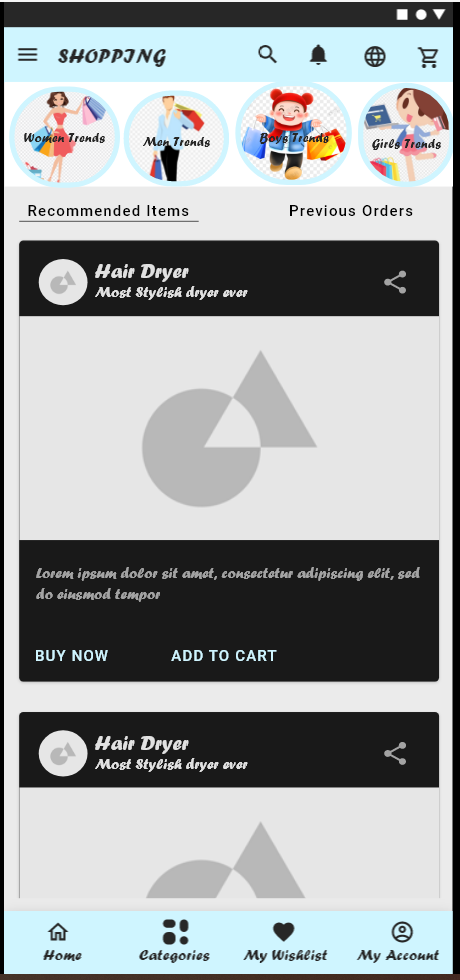 SHOPPING
Women Trends
Men Trends
Boys Trends
Girls Trends
Recommended Items
Previous Orders
Hair Dryer
Most Stylish dryer ever
Lorem ipsum dolor sit amet, consectetur adipiscing elit, sed
do eiusmod tempor
BUY NOW
ADD TO CART
Hair Dryer
Most Stylish dryer ever
Home
Categories
My Wishlist
My Account